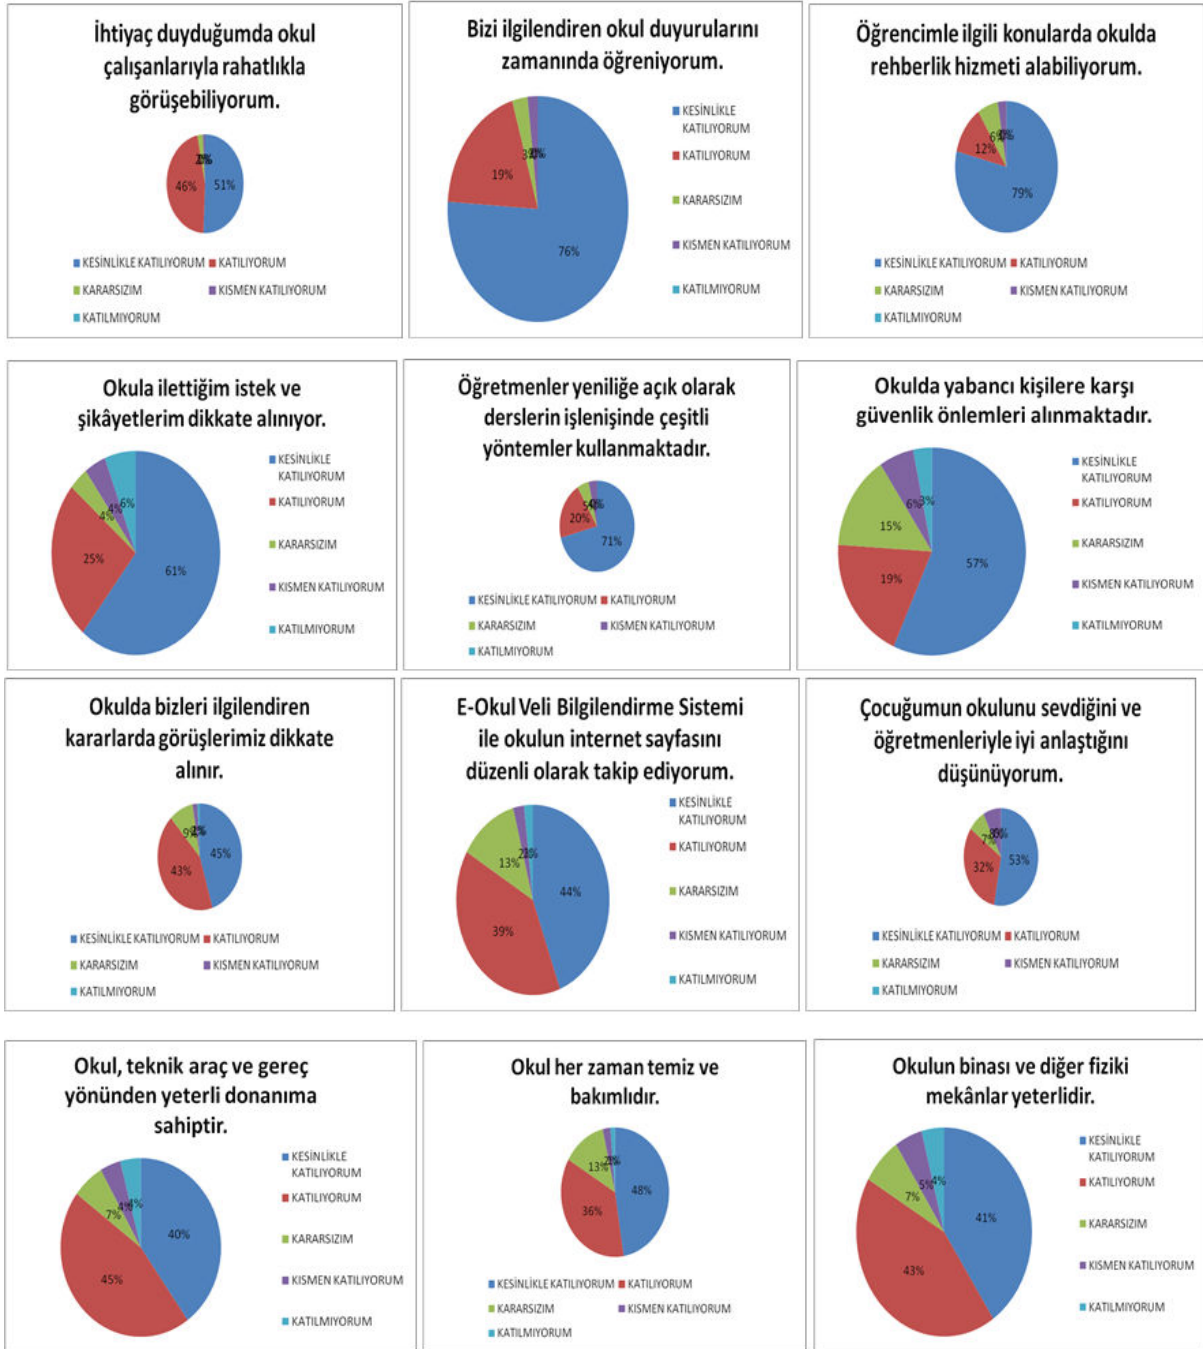 İhtiyaç duyduğumda okul
çalışanlarıyla rahatlıkla
görüşebiliyorum.
46%
51%
KESİNLİKLE KATILIYORUM KATILIYORUM
KARARSIZIM KISMEN KATILIYORUM
KATILMIYORUM
Bizi ilgilendiren okul duyurularını
zamanında öğreniyorum.
3%
19%
76%
KESİNLİKLE
KATILIYORUM
KATILIYORUM
KARARSIZIM
KISMEN KATILIYORUM
KATILMIYORUM
Öğrencimle ilgili konularda okulda
rehberlik hizmeti alabiliyorum.
6%
12%
79%
KESİNLİKLE KATILIYORUM KATILIYORUM
KARARSIZIM KISMEN KATILIYORUM
KATILMIYORUM
Okula ilettiğim istek ve
şikâyetlerim dikkate alınıyor.
6%
4%
4%
25%
61%
KESİNLİKLE
KATILIYORUM
KATILIYORUM
KARARSIZIM
KISMEN KATILIYORUM
KATILMIYORUM
Öğretmenler yeniliğe açık olarak
derslerin işlenişinde çeşitli
yöntemler kullanmaktadır.
5%
20%
71%
KESİNLİKLE KATILIYORUM KATILIYORUM
KARARSIZIM KISMEN KATILIYORUM
KATILMIYORUM
Okulda yabancı kişilere karşı
güvenlik önlemleri alınmaktadır.
3%
6%
15%
19%
57%
KESİNLİKLE
KATILIYORUM
KATILIYORUM
KARARSIZIM
KISMEN KATILIYORUM
KATILMIYORUM
Okulda bizleri ilgilendiren
kararlarda görüşlerimiz dikkate
alınır.
9%
43%
45%
KESİNLİKLE KATILIYORUM KATILIYORUM
KARARSIZIM KISMEN KATILIYORUM
KATILMIYORUM
E-Okul Veli Bilgilendirme Sistemi
ile okulun internet sayfasını
düzenli olarak takip ediyorum.
13%
2%
2%
39%
44%
KESİNLİKLE
KATILIYORUM
KATILIYORUM
KARARSIZIM
KISMEN KATILIYORUM
KATILMIYORUM
Çocuğumun okulunu sevdiğini ve
öğretmenleriyle iyi anlaştığını
düşünüyorum.
7%
32%
53%
KESİNLİKLE KATILIYORUM KATILIYORUM
KARARSIZIM KISMEN KATILIYORUM
KATILMIYORUM
Okul, teknik araç ve gereç
yönünden yeterli donanıma
sahiptir.
4%
4%
7%
45%
40%
KESİNLİKLE
KATILIYORUM
KATILIYORUM
KARARSIZIM
KISMEN KATILIYORUM
KATILMIYORUM
Okul her zaman temiz ve
bakımlıdır.
13%
36%
48%
KESİNLİKLE KATILIYORUM KATILIYORUM
KARARSIZIM KISMEN KATILIYORUM
KATILMIYORUM
Okulun binası ve diğer fiziki
mekânlar yeterlidir.
4%
5%
7%
43%
41%
KESİNLİKLE
KATILIYORUM
KATILIYORUM
KARARSIZIM
KISMEN KATILIYORUM
KATILMIYORUM